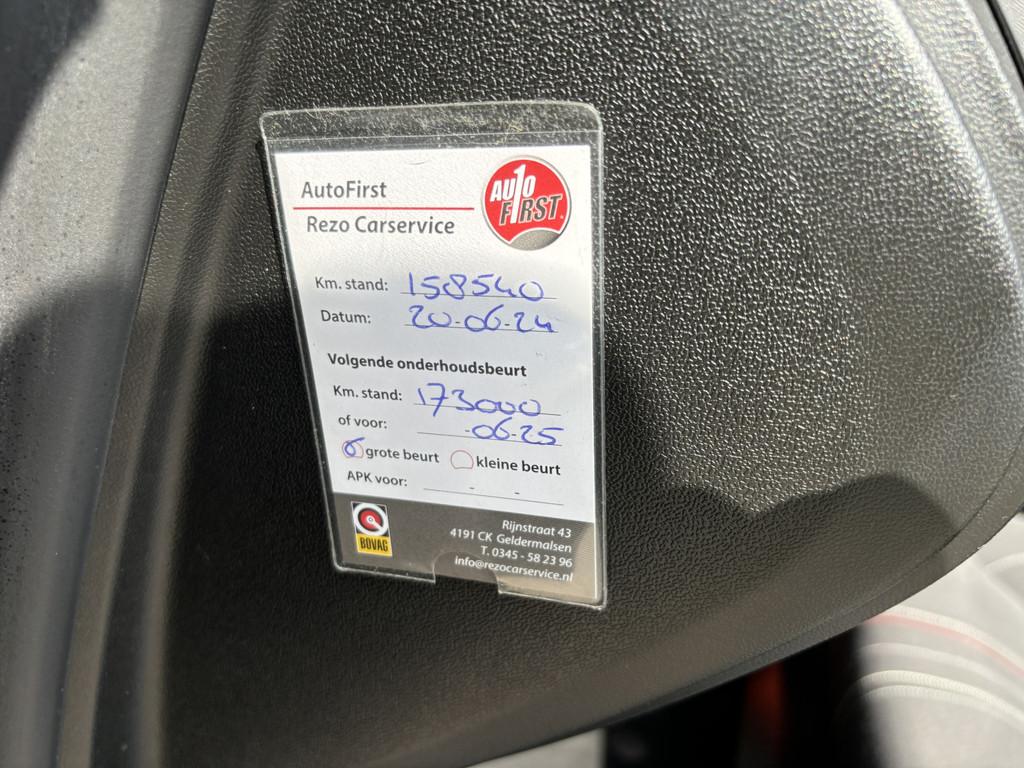 AutoFirst
AUTO
F1RST
Rezo Carservice
Km. stand: 158540
Datum: 20-06-24
Volgende onderhoudsbeurt
Km. stand: 173000
of voor: -06-25
grote beurt kleine beurt
APK voor: - -
BOVAG
Rijnstraat 43
4191 CK Geldermalsen
T. 0345 - 58 23 96
info@rezocarservice.nl